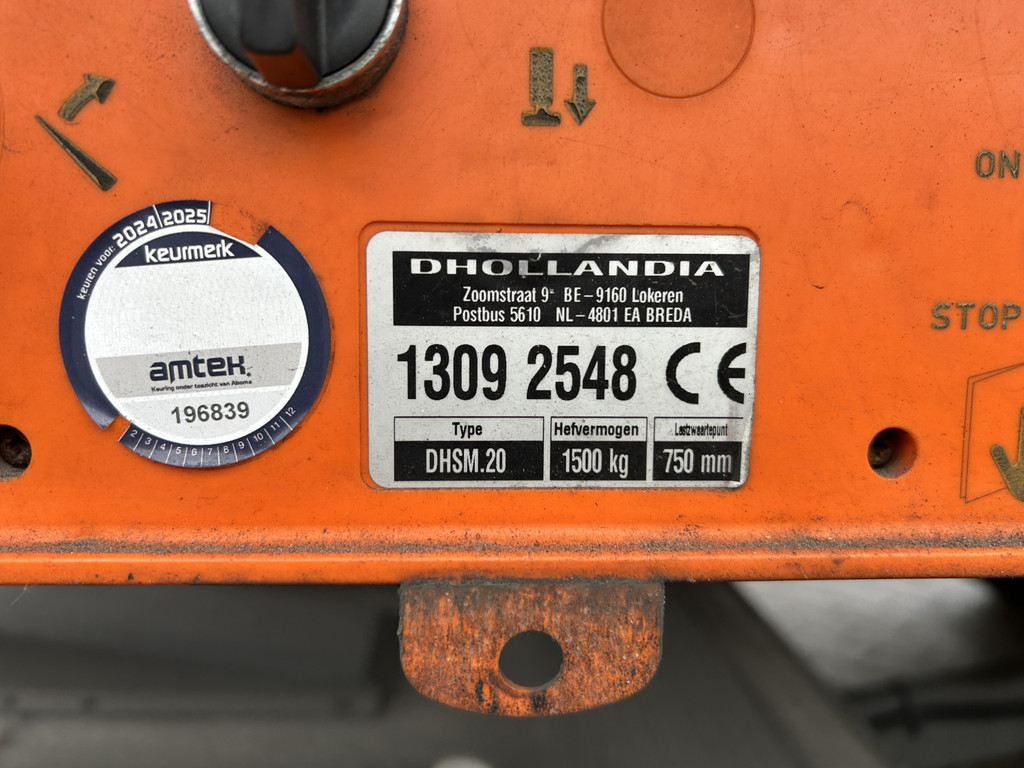 ON
STOP
keuren voor: 2024 2025
keurmerk
amtek.
Keuring onder toezicht van Aboma
196839
2 3 4 5 6 7 8 9 10 11 12
DHOLLANDIA
Zoomstraat 9 BE – 9160 Lokeren
Postbus 5610 NL – 4801 EA BREDA
1309 2548 CE
Type Hefvermogen Lastzwaartepunt
DHSM.20 1500 kg 750 mm